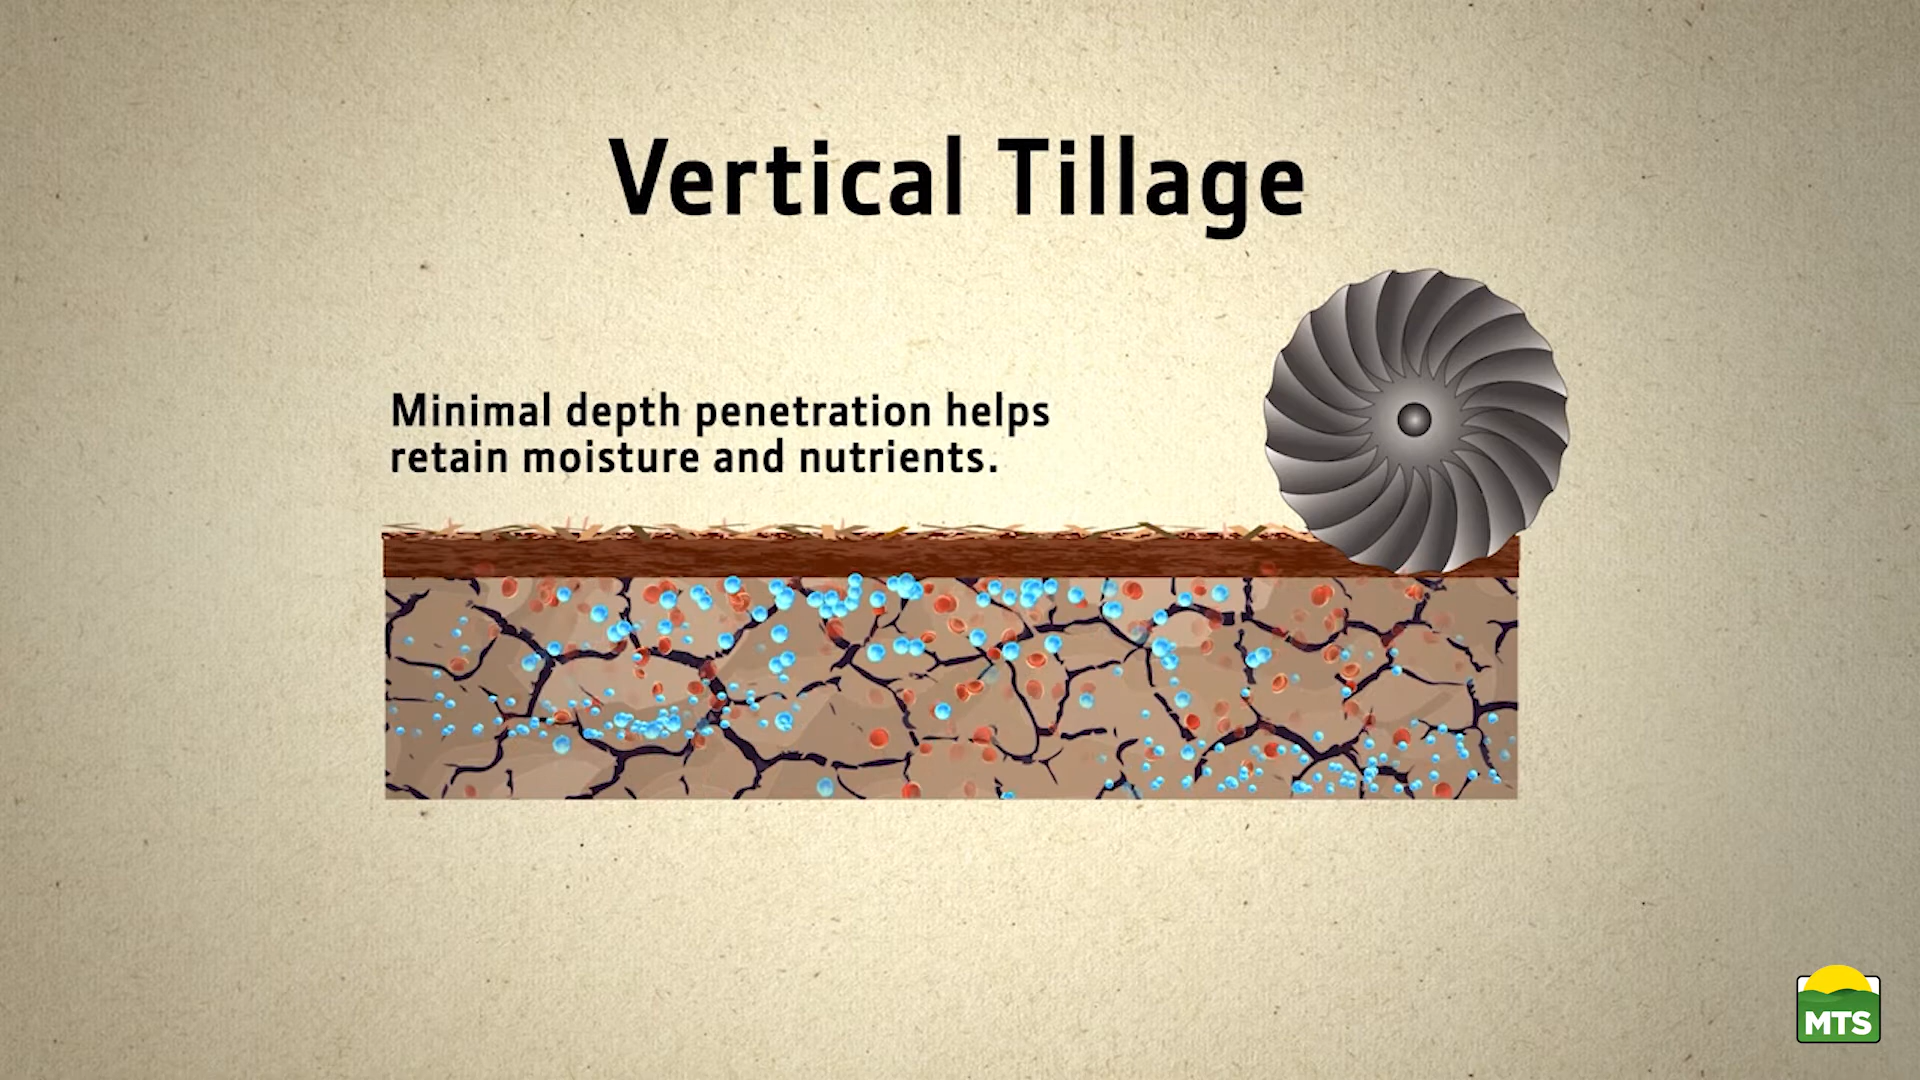 Vertical Tillage
Minimal depth penetration helps
retain moisture and nutrients.
MTS